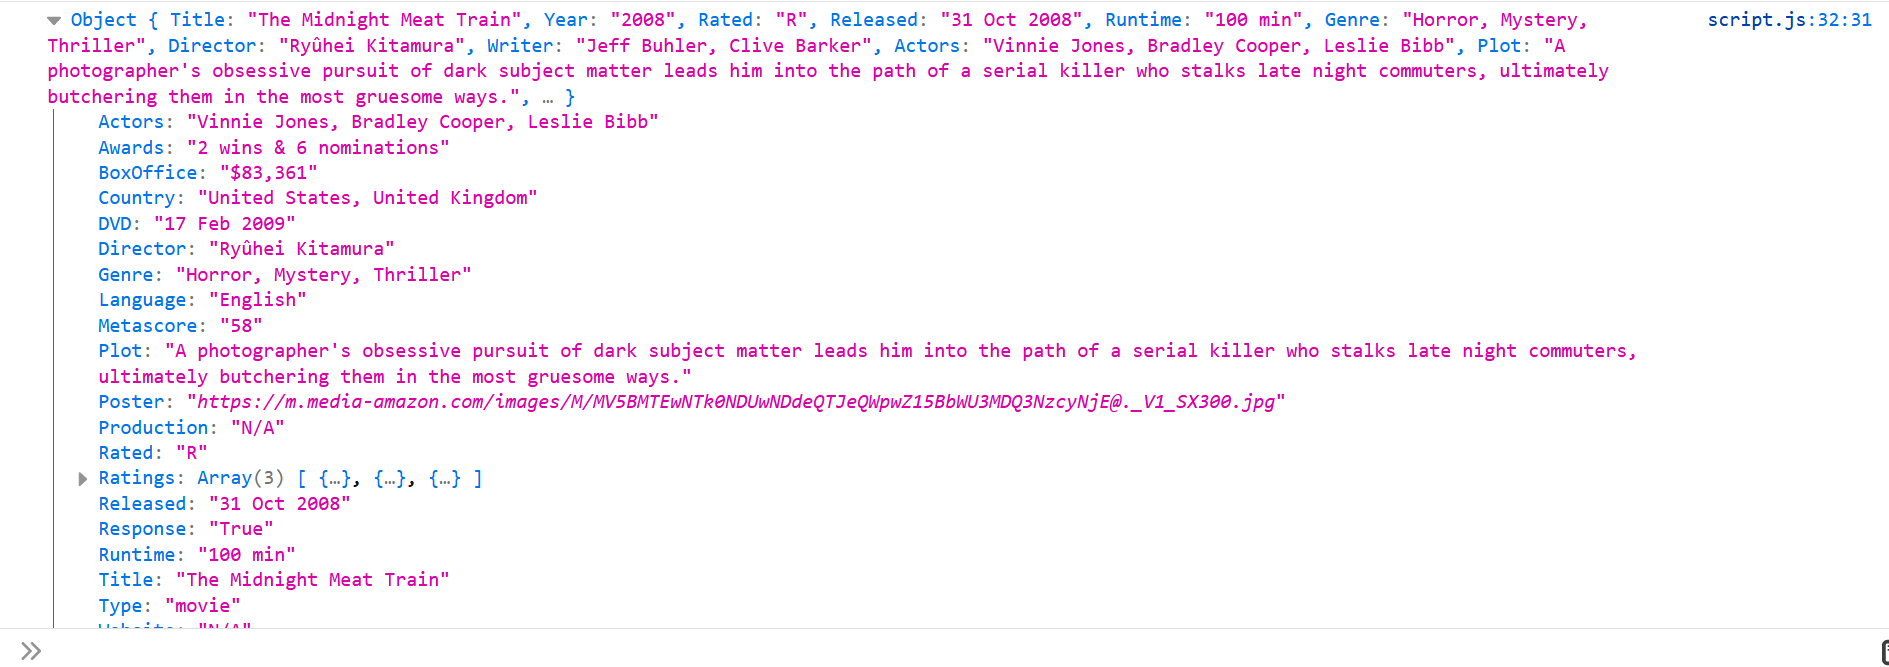 Object { Title: "The Midnight Meat Train", Year: "2008", Rated: "R", Released: "31 Oct 2008", Runtime: "100 min", Genre: "Horror, Mystery, script.js:32:31
Thriller", Director: "Ryûhei Kitamura", Writer: "Jeff Buhler, Clive Barker", Actors: "Vinnie Jones, Bradley Cooper, Leslie Bibb", Plot: "A
photographer's obsessive pursuit of dark subject matter leads him into the path of a serial killer who stalks late night commuters, ultimately
butchering them in the most gruesome ways.", … }
Actors: "Vinnie Jones, Bradley Cooper, Leslie Bibb"
Awards: "2 wins & 6 nominations"
BoxOffice: "$83,361"
Country: "United States, United Kingdom"
DVD: "17 Feb 2009"
Director: "Ryûhei Kitamura"
Genre: "Horror, Mystery, Thriller"
Language: "English"
Metascore: "58"
Plot: "A photographer's obsessive pursuit of dark subject matter leads him into the path of a serial killer who stalks late night commuters,
ultimately butchering them in the most gruesome ways."
Poster: "https://m.media-amazon.com/images/M/MV5BMTEwNTk0NDUwNDdeQTJeQWpwZ15BbWU3MDQ3NzcyNjE@._V1_SX300.jpg"
Production: "N/A"
Rated: "R"
Ratings: Array(3) [ {…}, {…}, {…} ]
Released: "31 Oct 2008"
Response: "True"
Runtime: "100 min"
Title: "The Midnight Meat Train"
Type: "movie"
Website: "N/A"